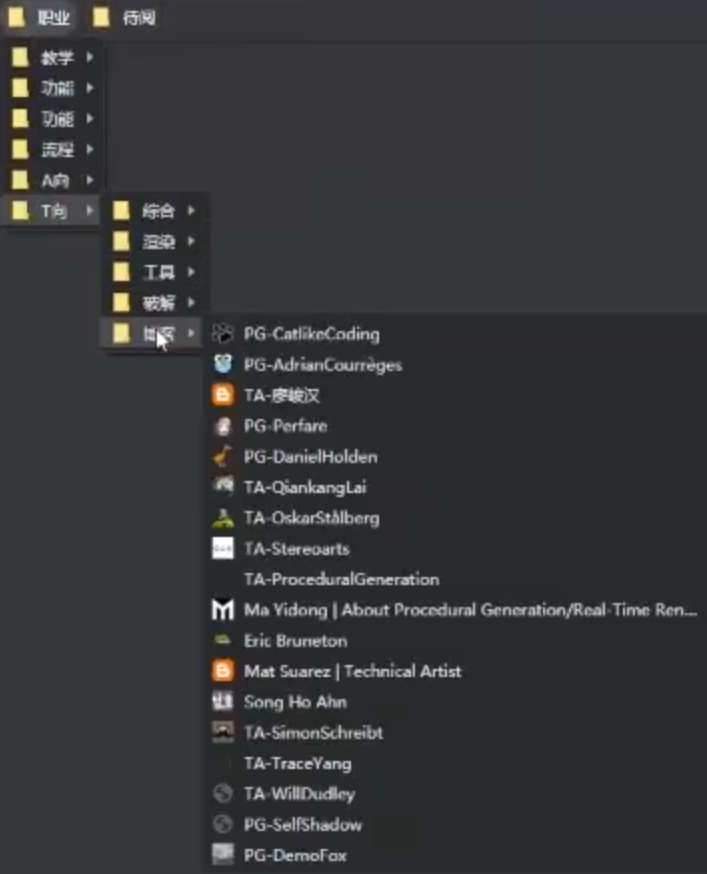 职业
待阅
教学
功能
功能
流程
A向
T向
综合
渲染
工具
破解
PG-CatlikeCoding
PG-AdrianCourrèges
TA-廖峻汉
PG-Perfare
PG-DanielHolden
TA-QiankangLai
TA-OskarStålberg
TA-Stereoarts
TA-ProceduralGeneration
Ma Yidong | About Procedural Generation/Real-Time Ren...
Eric Bruneton
Mat Suarez | Technical Artist
Song Ho Ahn
TA-SimonSchreibt
TA-TraceYang
TA-WillDudley
PG-SelfShadow
PG-DemoFox